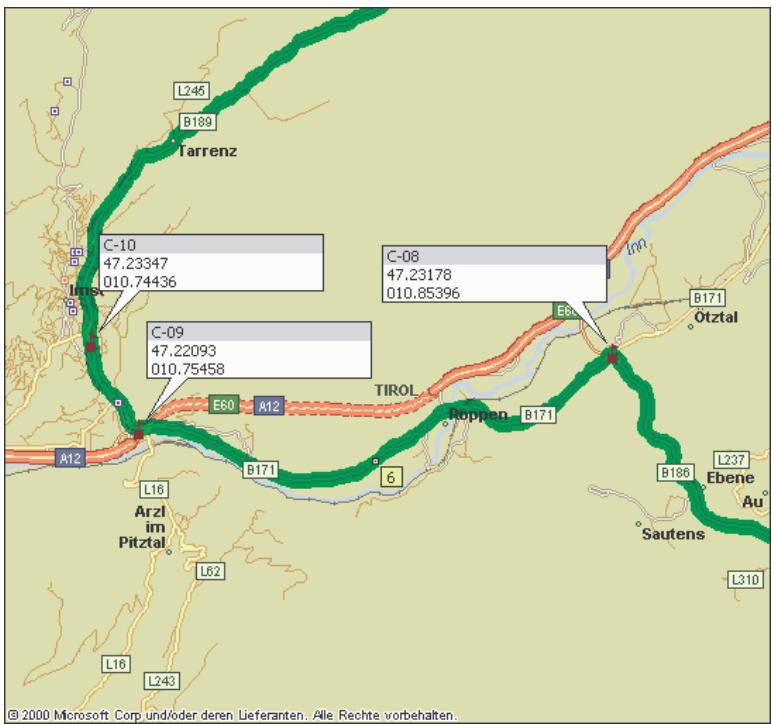 L245
B189
Tarrenz
C-10
47.23347
010.74436
Imst
C-08
47.23178
010.85396
Inn
B171
Ötztal
C-09
47.22093
010.75458
E60
TIROL
E60
A12
Roppen
B171
A12
B171
6
L16
B186
L237
Ebene
Au
Arzl
im
Pitztal
Sautens
L62
L310
L16
L243
© 2000 Microsoft Corp und/oder deren Lieferanten. Alle Rechte vorbehalten.